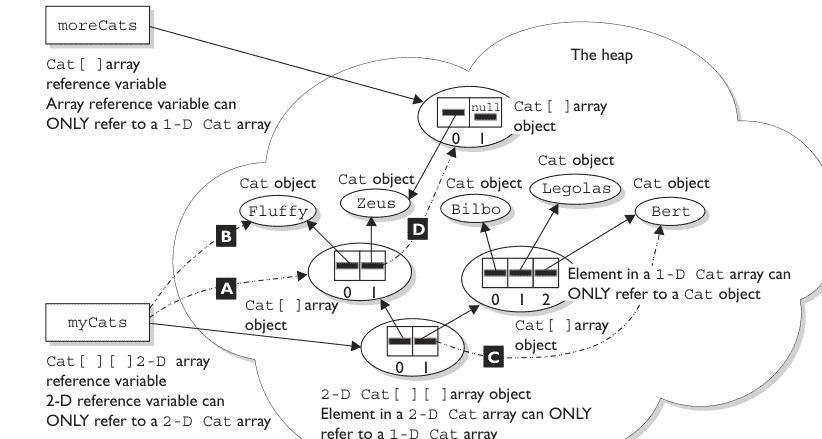 moreCats
Cat[ ]array
reference variable
Array reference variable can
ONLY refer to a 1-D Cat array
The heap
null
0 1
Cat[ ]array
object
Cat object
Fluffy
Cat object
Zeus
Cat object
Bilbo
Cat object
Legolas
Cat object
Bert
B
D
A
0 1
Cat[ ]array
object
0 1 2
Element in a 1-D Cat array can
ONLY refer to a Cat object
Cat[ ]array
object
C
myCats
Cat[ ][ ]2-D array
reference variable
2-D reference variable can
ONLY refer to a 2-D Cat array
0 1
2-D Cat[ ][ ]array object
Element in a 2-D Cat array can ONLY
refer to a 1-D Cat array